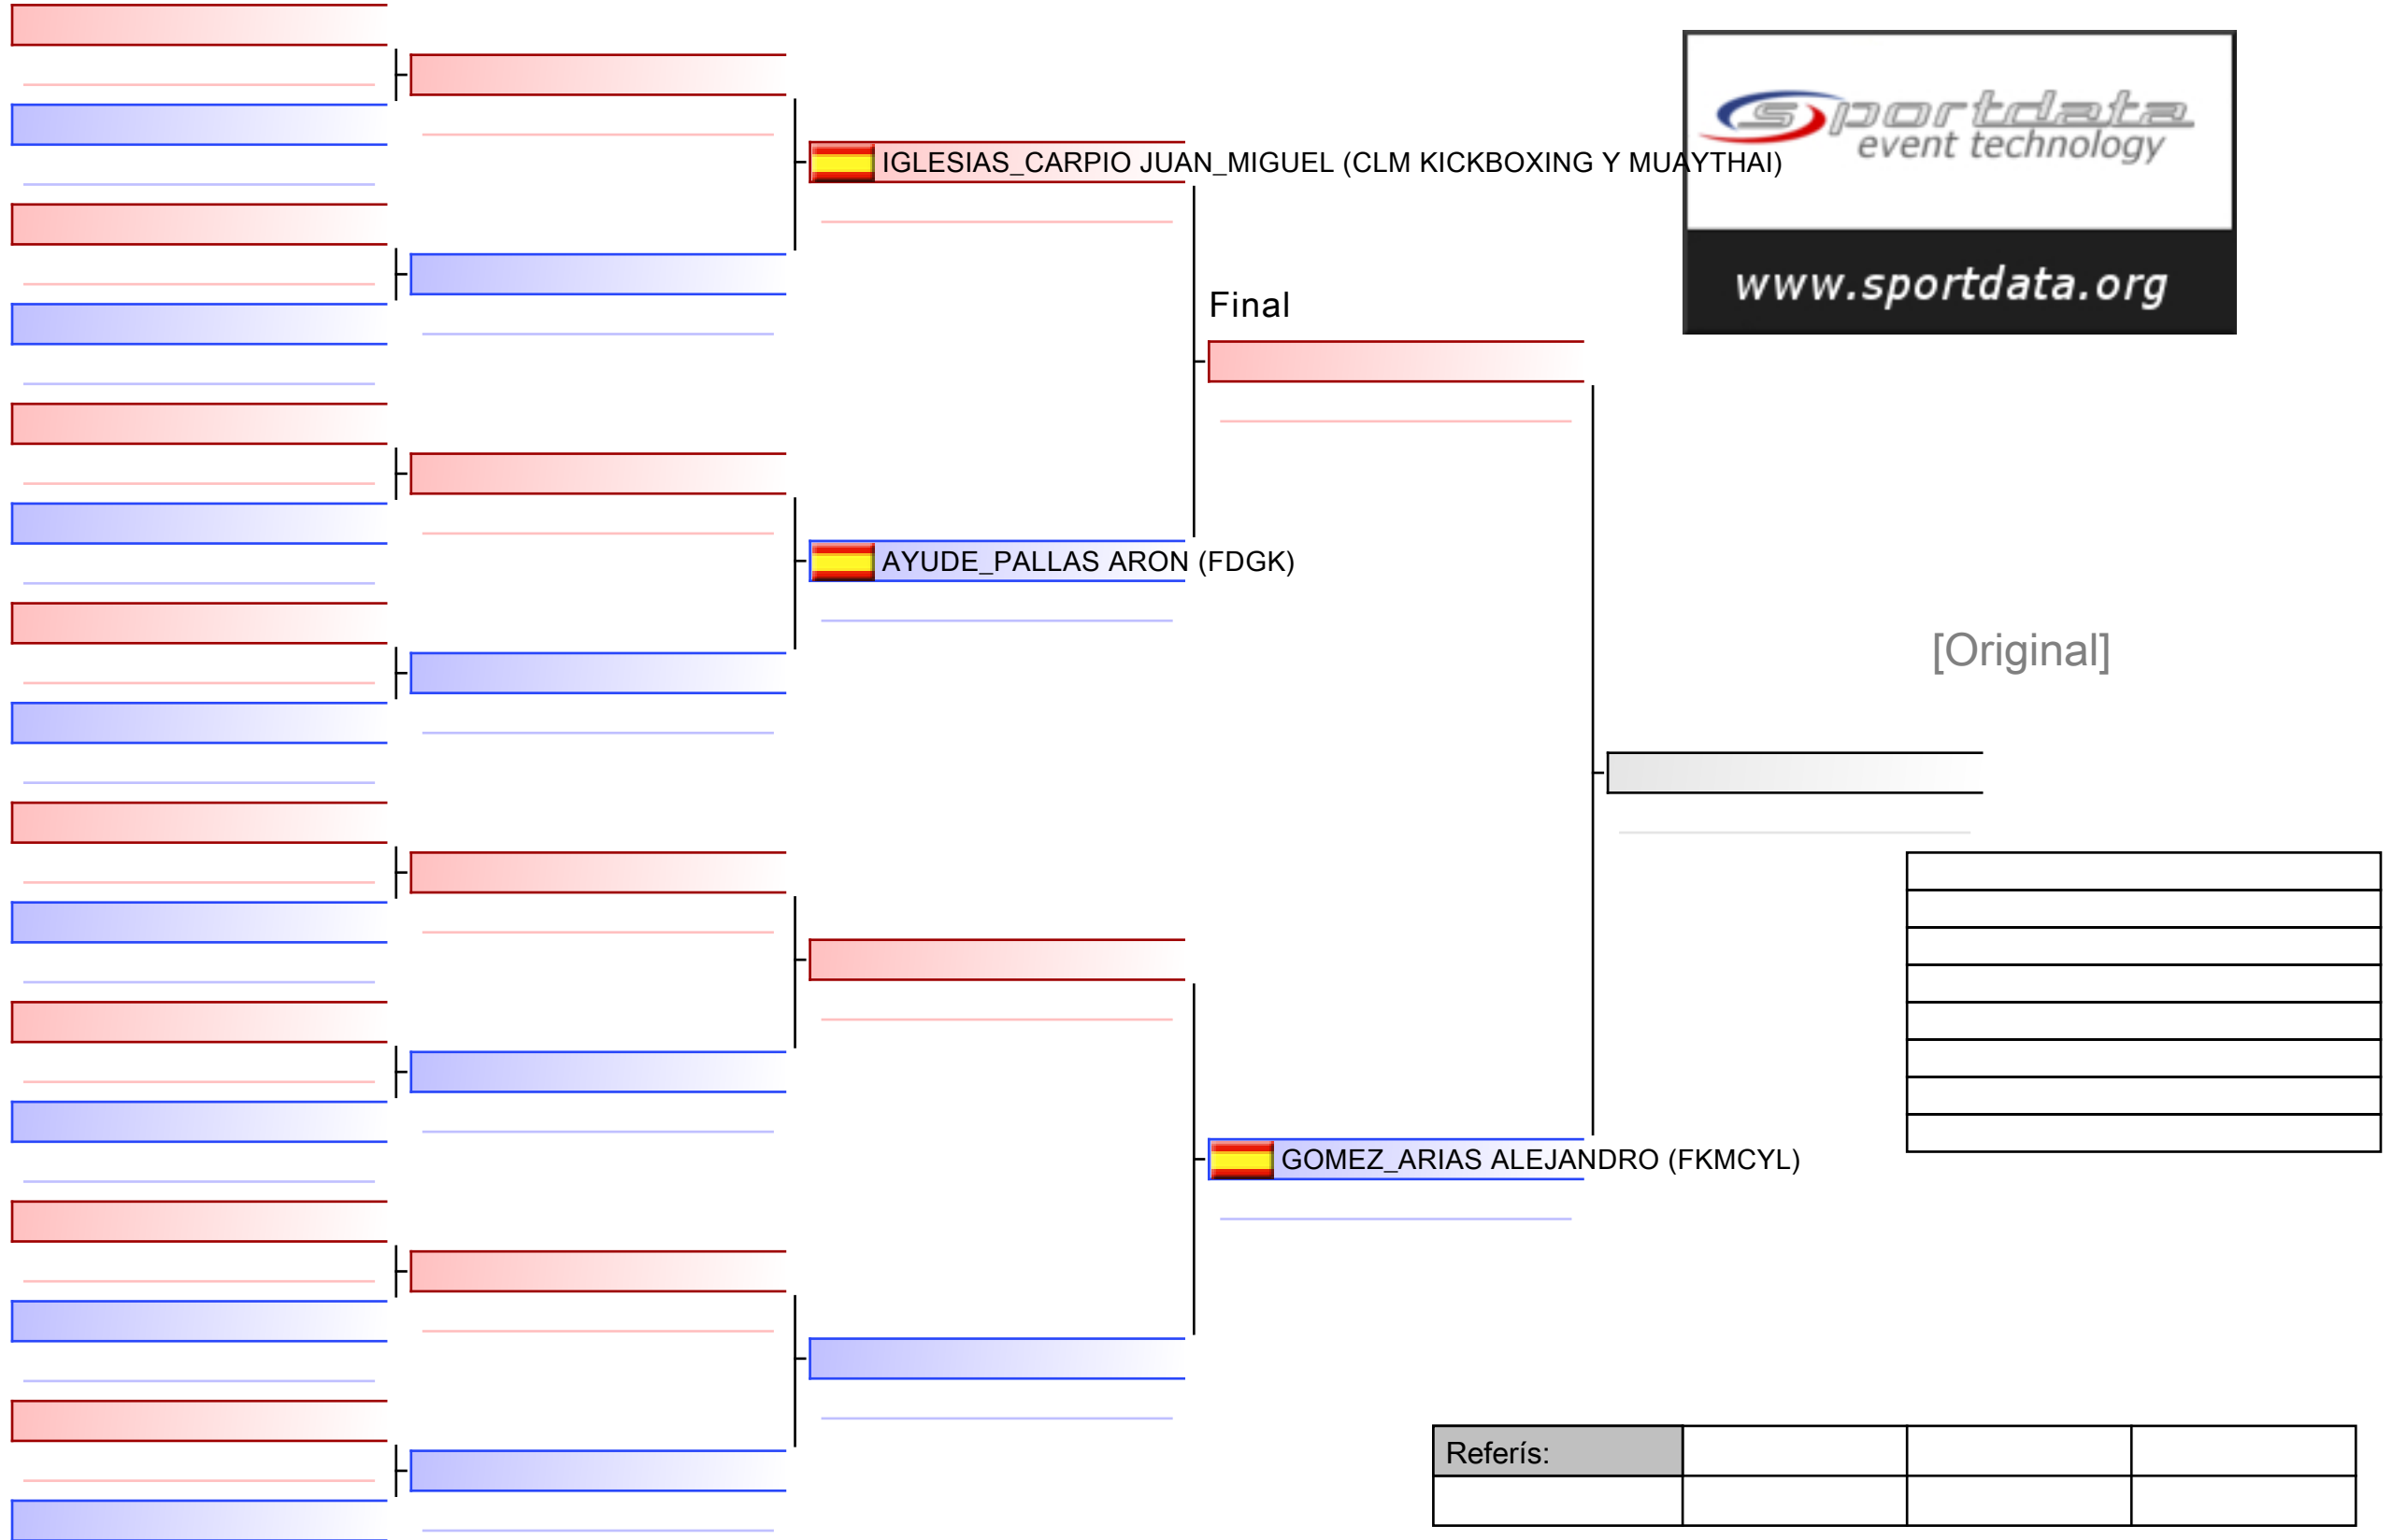 sportdata
event technology
IGLESIAS_CARPIO JUAN_MIGUEL (CLM KICKBOXING Y MUAYTHAI)
www.sportdata.org
Final
AYUDE_PALLAS ARON (FDGK)
[Original]
GOMEZ_ARIAS ALEJANDRO (FKMCYL)
Referís: